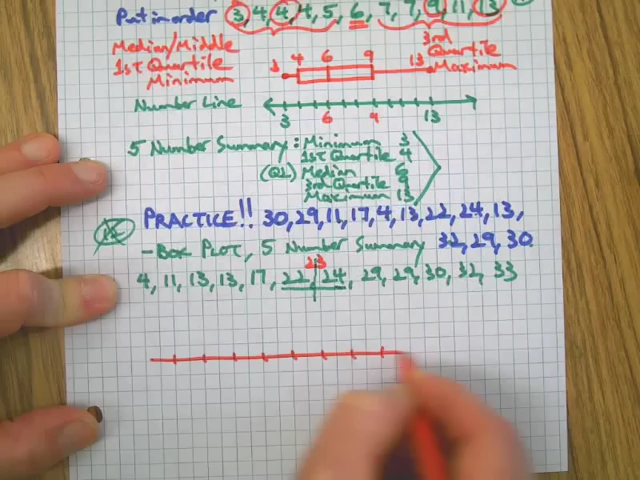 Put in order 3, 4, 4, 4, 5, 6, 7, 7, 9, 11, 13
Median/Middle
1st Quartile
Minimum
3 4 6 9 13
3rd
Quartile
Maximum
Number Line
3 6 9 13
5 Number Summary: Minimum 3
1st Quartile 4
(Q2) Median 6
3rd Quartile 9
Maximum 13
PRACTICE!! 30, 29, 11, 17, 4, 13, 22, 24, 13,
- Box PLOT, 5 Number Summary 32, 29, 30
23
4, 11, 13, 13, 17, 22, 24, 29, 29, 30, 32, 33